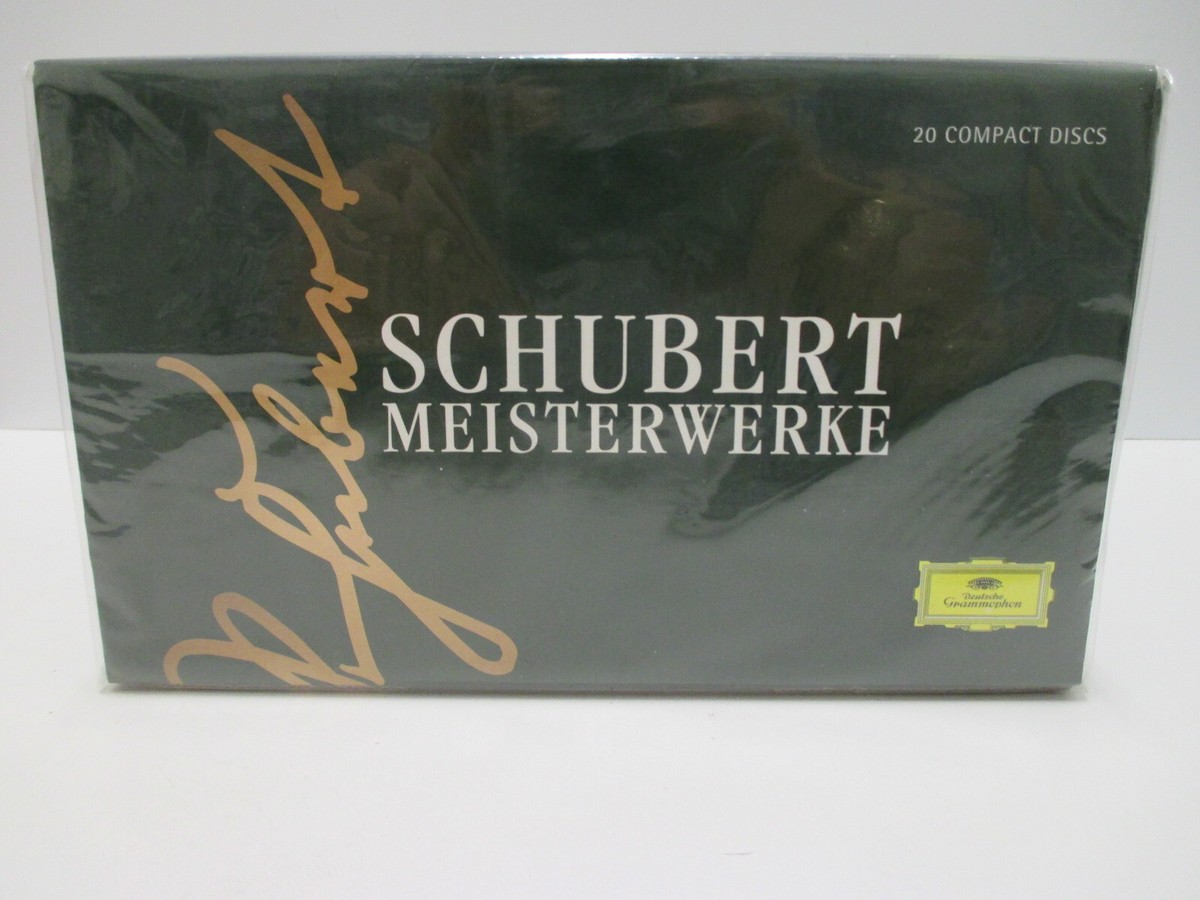 20 COMPACT DISCS
SCHUBERT
MEISTERWERKE
Deutsche
Grammophon